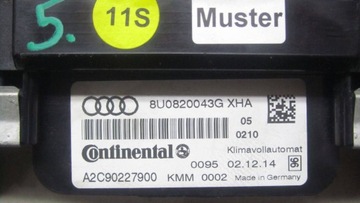 5.
11S
Muster
8U0820043G XHA
05
0210
Continental
Klimavollautomat
0095 02.12.14
A2C90227900 KMM 0002 Made in Germany